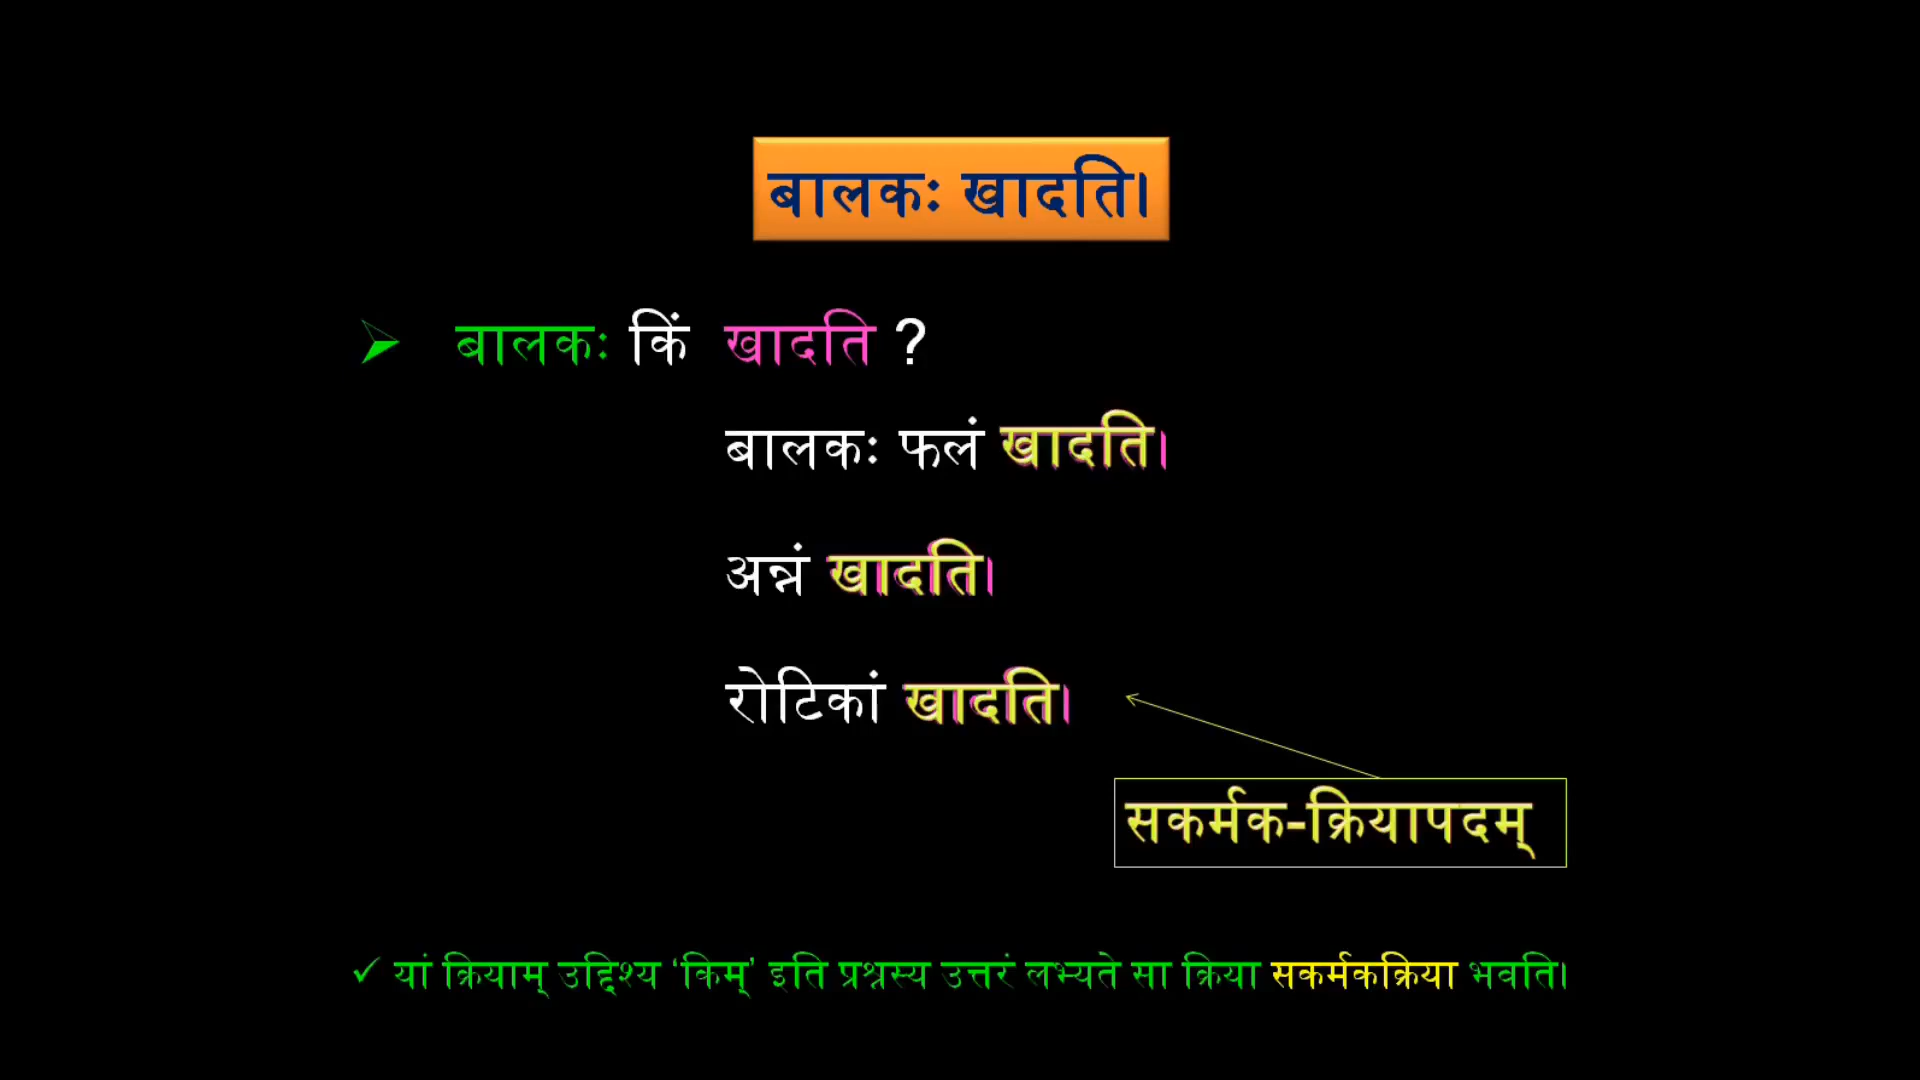 बालकः खादति।
बालकः किं खादति ?
बालकः फलं खादति।
अन्नं खादति।
रोटिकां खादति।
सकर्मक-क्रियापदम्
यां क्रियाम् उद्दिश्य ‘किम्’ इति प्रश्नस्य उत्तरं लभ्यते सा क्रिया सकर्मकक्रिया भवति।